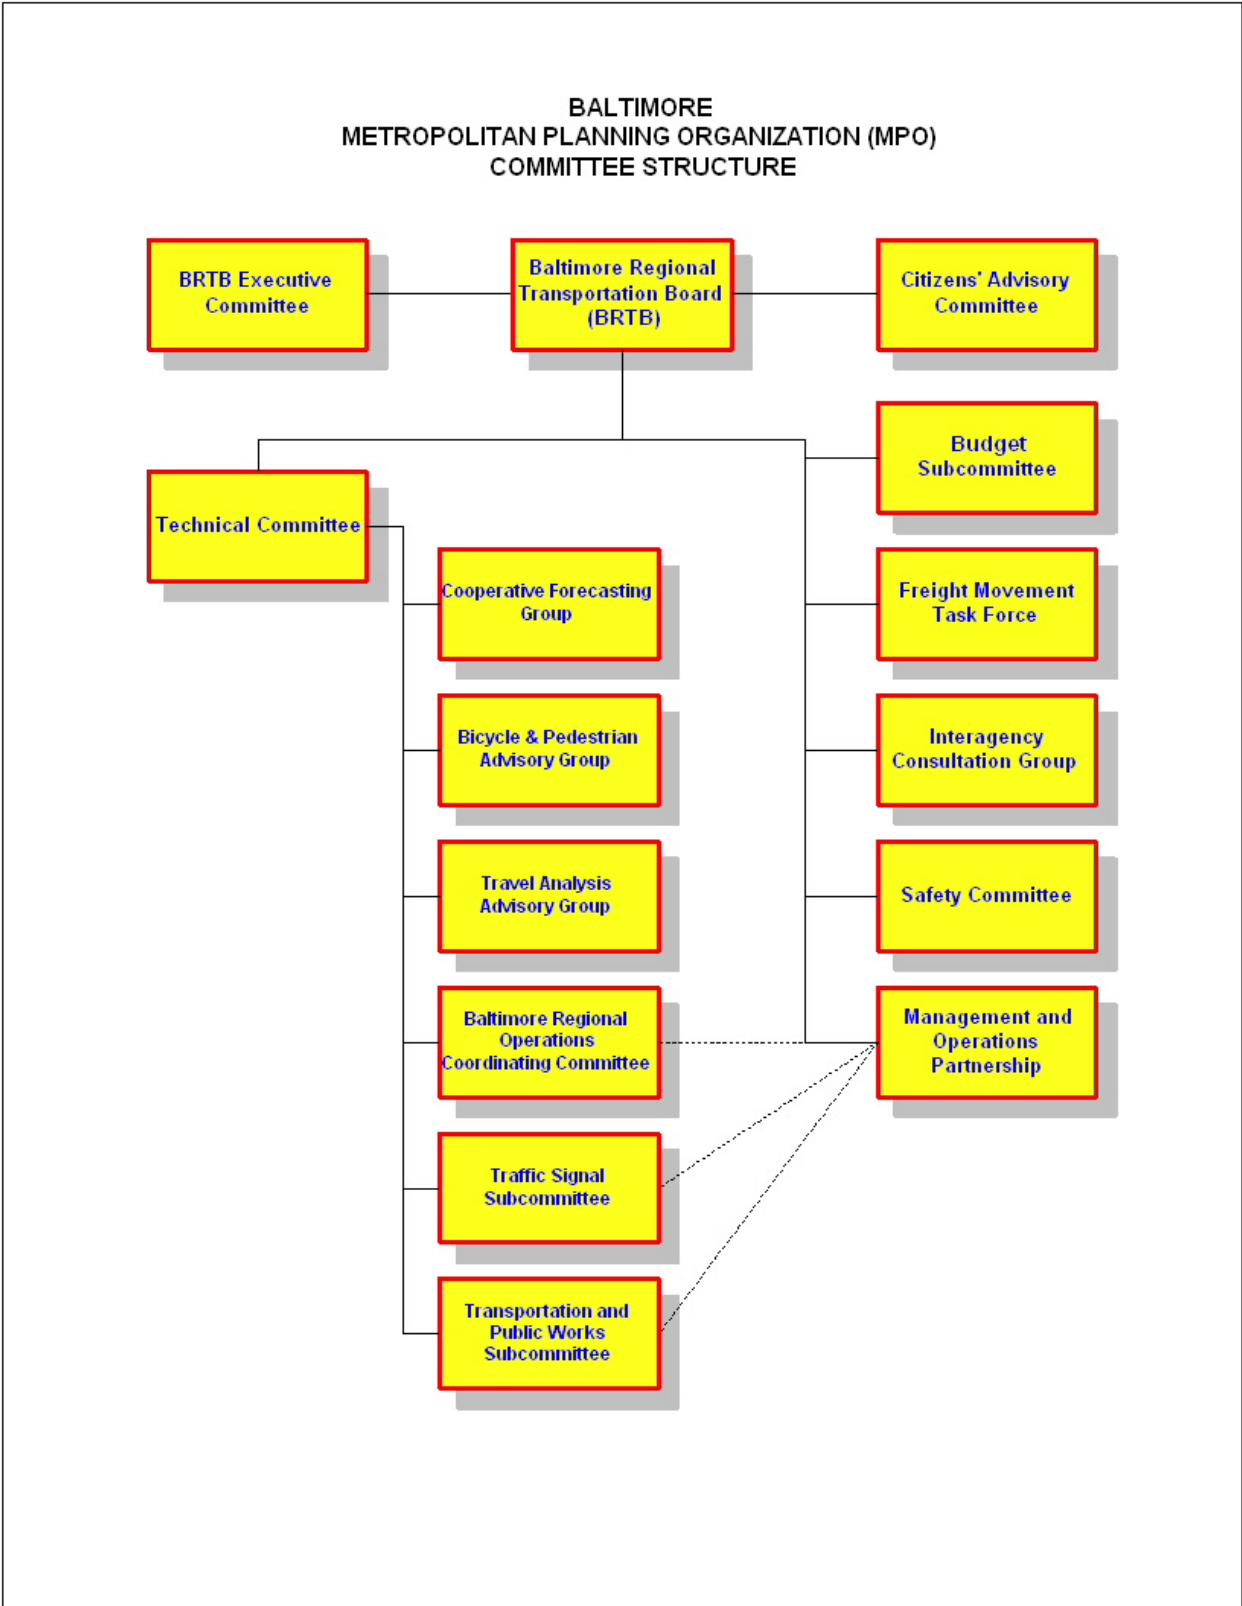 BALTIMORE
METROPOLITAN PLANNING ORGANIZATION (MPO)
COMMITTEE STRUCTURE
BRTB Executive
Committee
Baltimore Regional
Transportation Board
(BRTB)
Citizens' Advisory
Committee
Budget
Subcommittee
Technical Committee
Cooperative Forecasting
Group
Freight Movement
Task Force
Bicycle & Pedestrian
Advisory Group
Interagency
Consultation Group
Travel Analysis
Advisory Group
Safety Committee
Baltimore Regional
Operations
Coordinating Committee
Management and
Operations
Partnership
Traffic Signal
Subcommittee
Transportation and
Public Works
Subcommittee